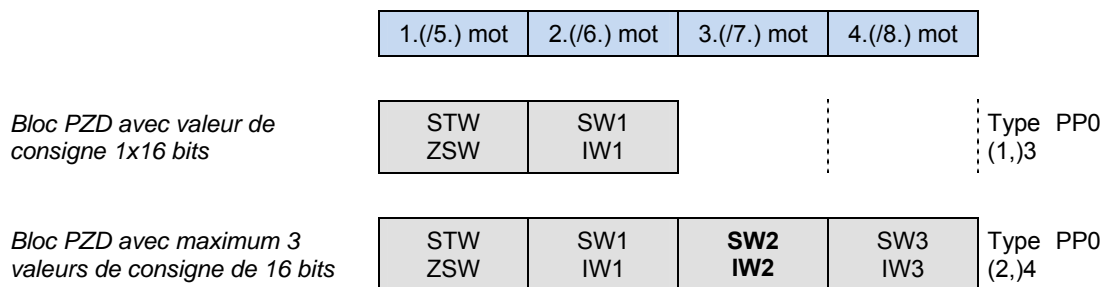 1.(/5.) mot 2.(/6.) mot 3.(/7.) mot 4.(/8.) mot
Bloc PZD avec valeur de consigne 1x16 bits
STW SW1 Type PP0
ZSW IW1 (1,)3
Bloc PZD avec maximum 3 valeurs de consigne de 16 bits
STW SW1 SW2 SW3 Type PP0
ZSW IW1 IW2 IW3 (2,)4